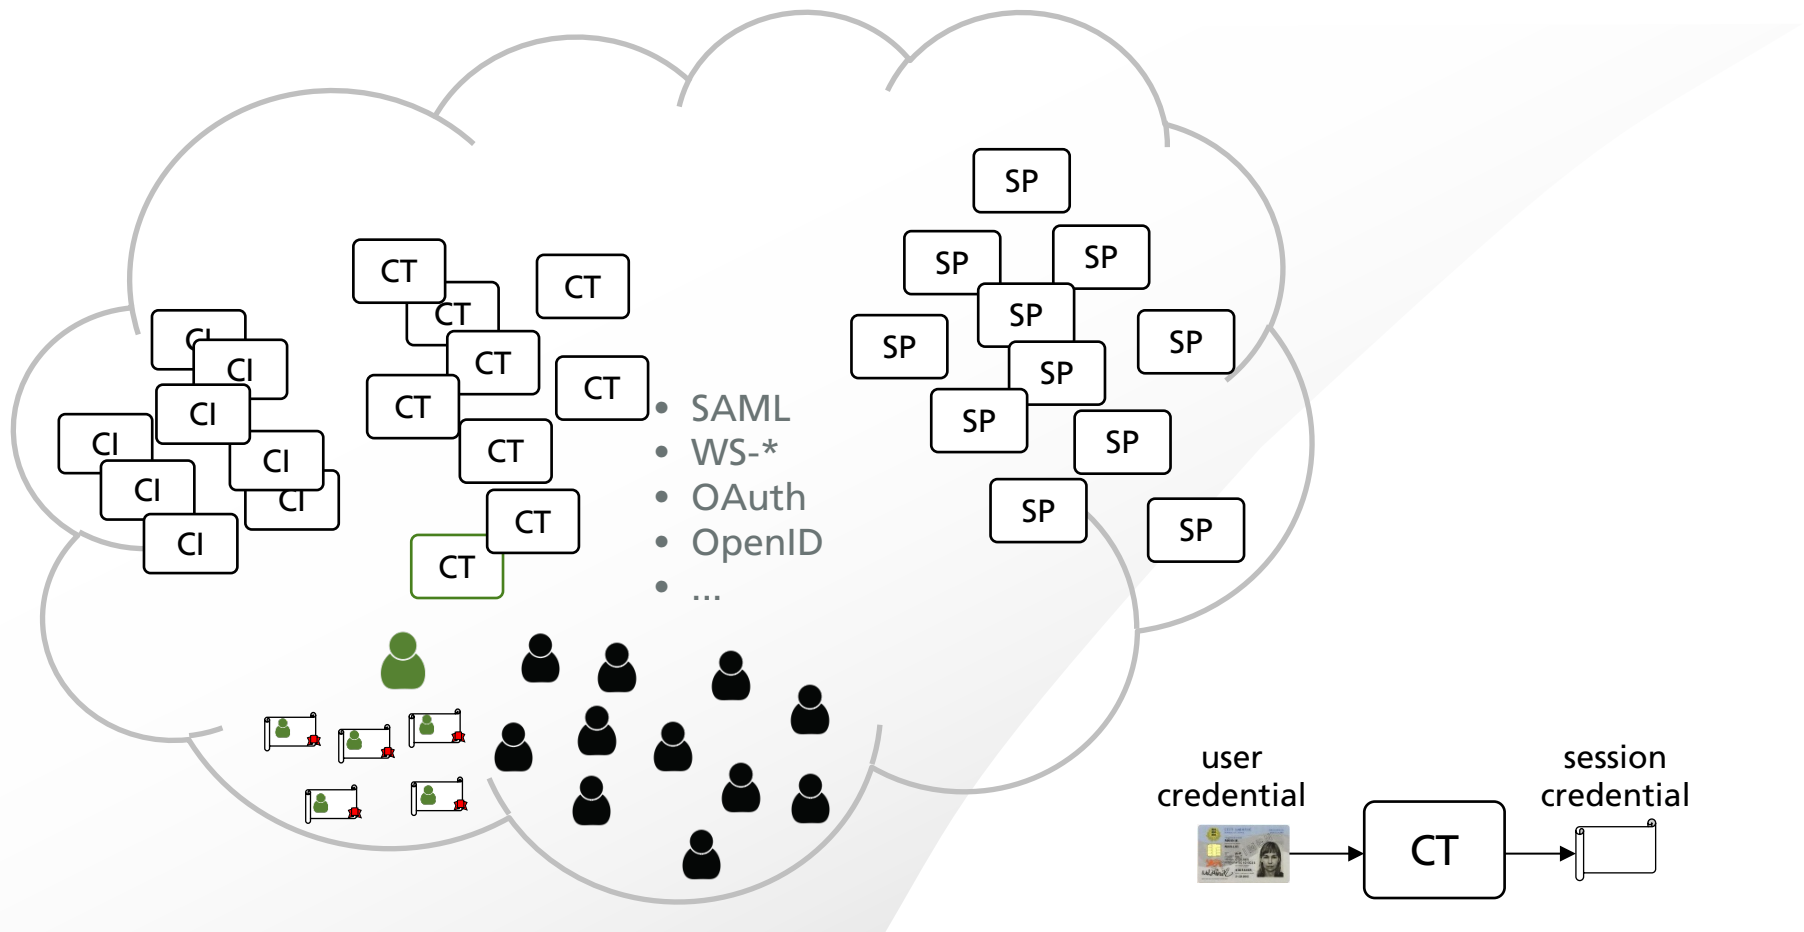 SP
SP
SP
CT
CT
CT
SP
CI
CI
SP
SP
CT
CT
SP
CT
CI
SP
CI
CI
CT
CI
CI
CI
SP
SP
SP
SP
CT
CT
• SAML
• WS-*
• OAuth
• OpenID
• ...
user
credential
CT
session
credential